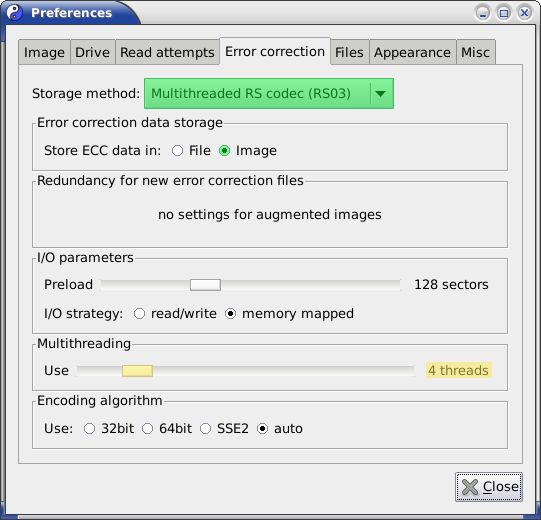 Preferences
Image Drive Read attempts Error correction Files Appearance Misc
Storage method: Multithreaded RS codec (RS03)
Error correction data storage
Store ECC data in: File Image
Redundancy for new error correction files
no settings for augmented images
I/O parameters
Preload 128 sectors
I/O strategy: read/write memory mapped
Multithreading
Use 4 threads
Encoding algorithm
Use: 32bit 64bit SSE2 auto
Close